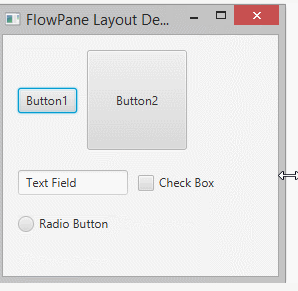 FlowPane Layout De...
Button1
Button2
Text Field
Check Box
Radio Button